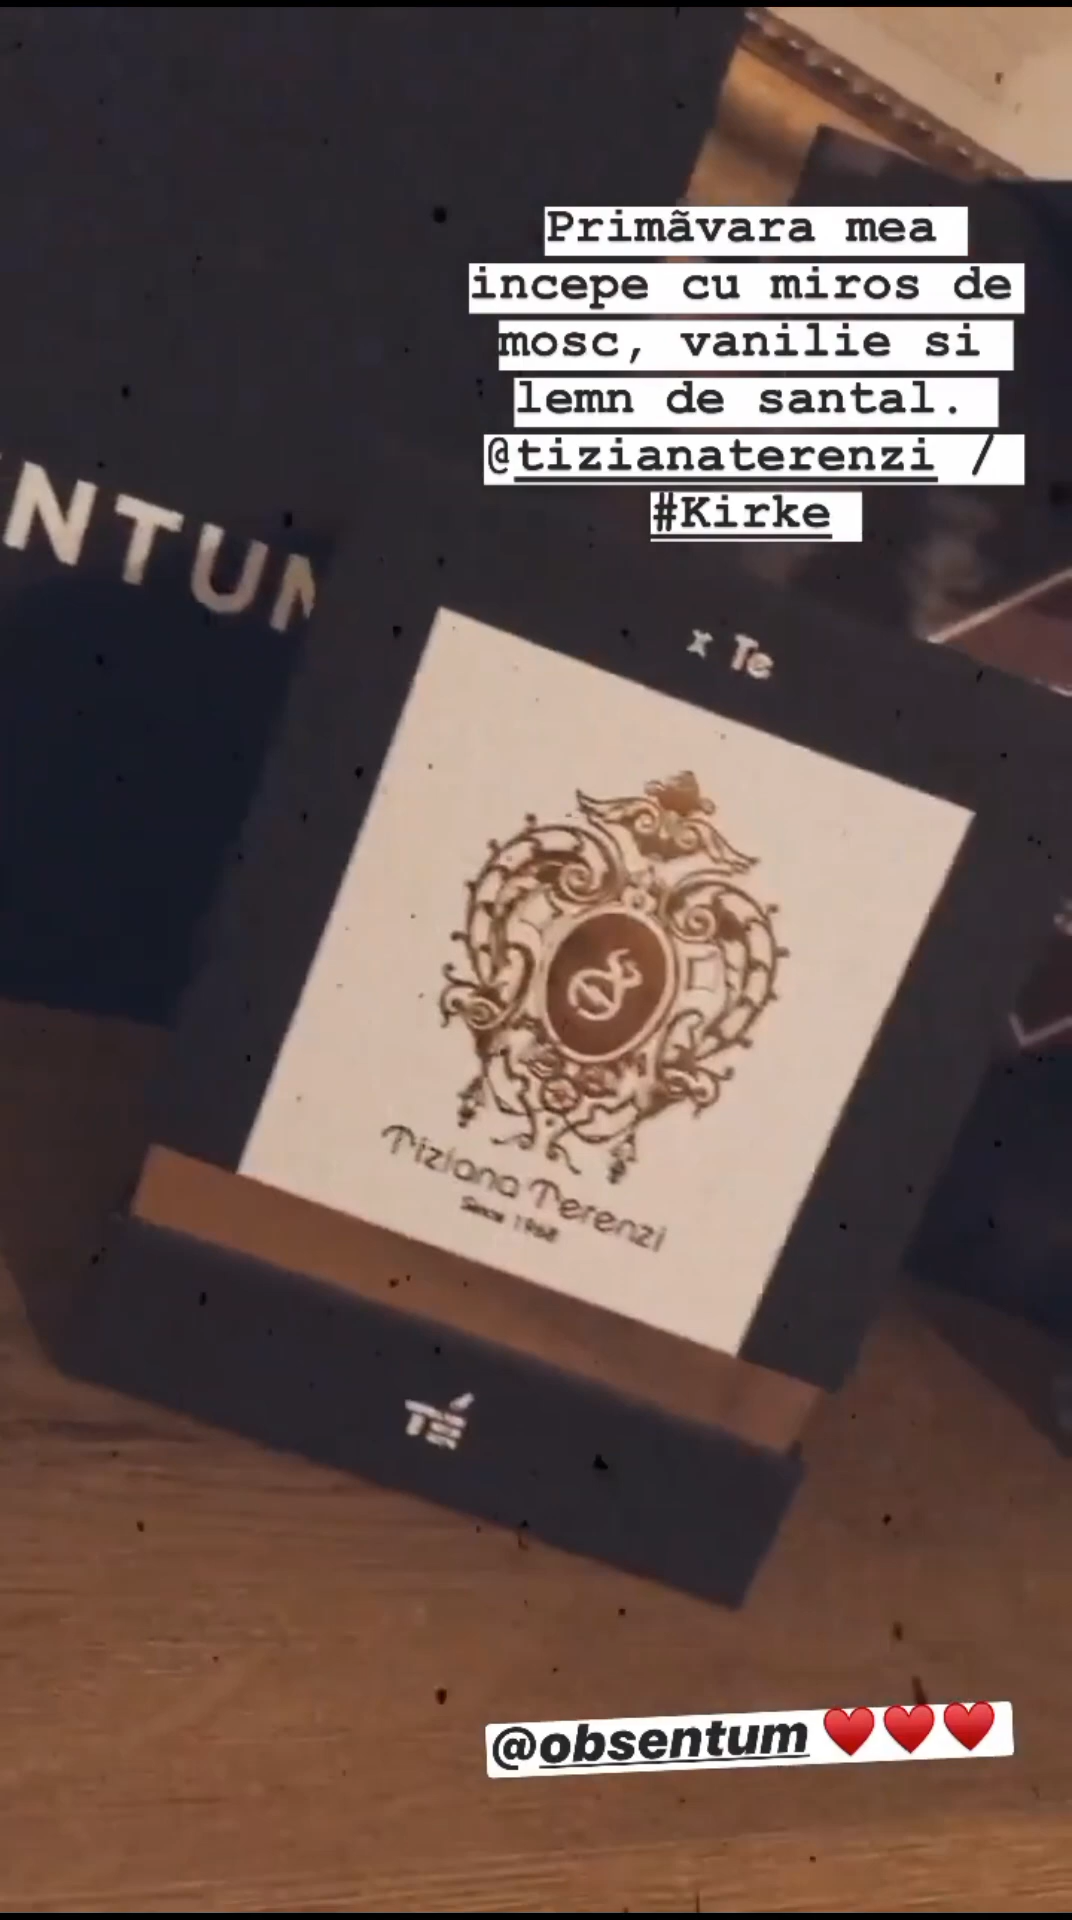 Primãvara mea
incepe cu miros de
mosc, vanilie si
lemn de santal.
@tizianaterenzi /
#Kirke
NTUM
x Te
Tiziana Terenzi
Since 1968
TE
@obsentum ♥️♥️♥️